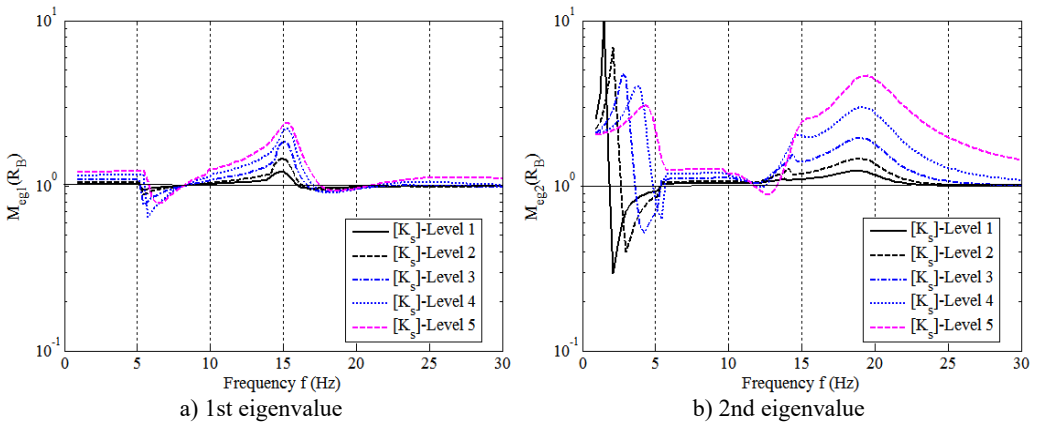 10^1
10^0
10^-1
M_eg1(R_B)
0 5 10 15 20 25 30
Frequency f (Hz)
[K_s]-Level 1
[K_s]-Level 2
[K_s]-Level 3
[K_s]-Level 4
[K_s]-Level 5
a) 1st eigenvalue
10^1
10^0
10^-1
M_eg2(R_B)
0 5 10 15 20 25 30
Frequency f (Hz)
[K_s]-Level 1
[K_s]-Level 2
[K_s]-Level 3
[K_s]-Level 4
[K_s]-Level 5
b) 2nd eigenvalue